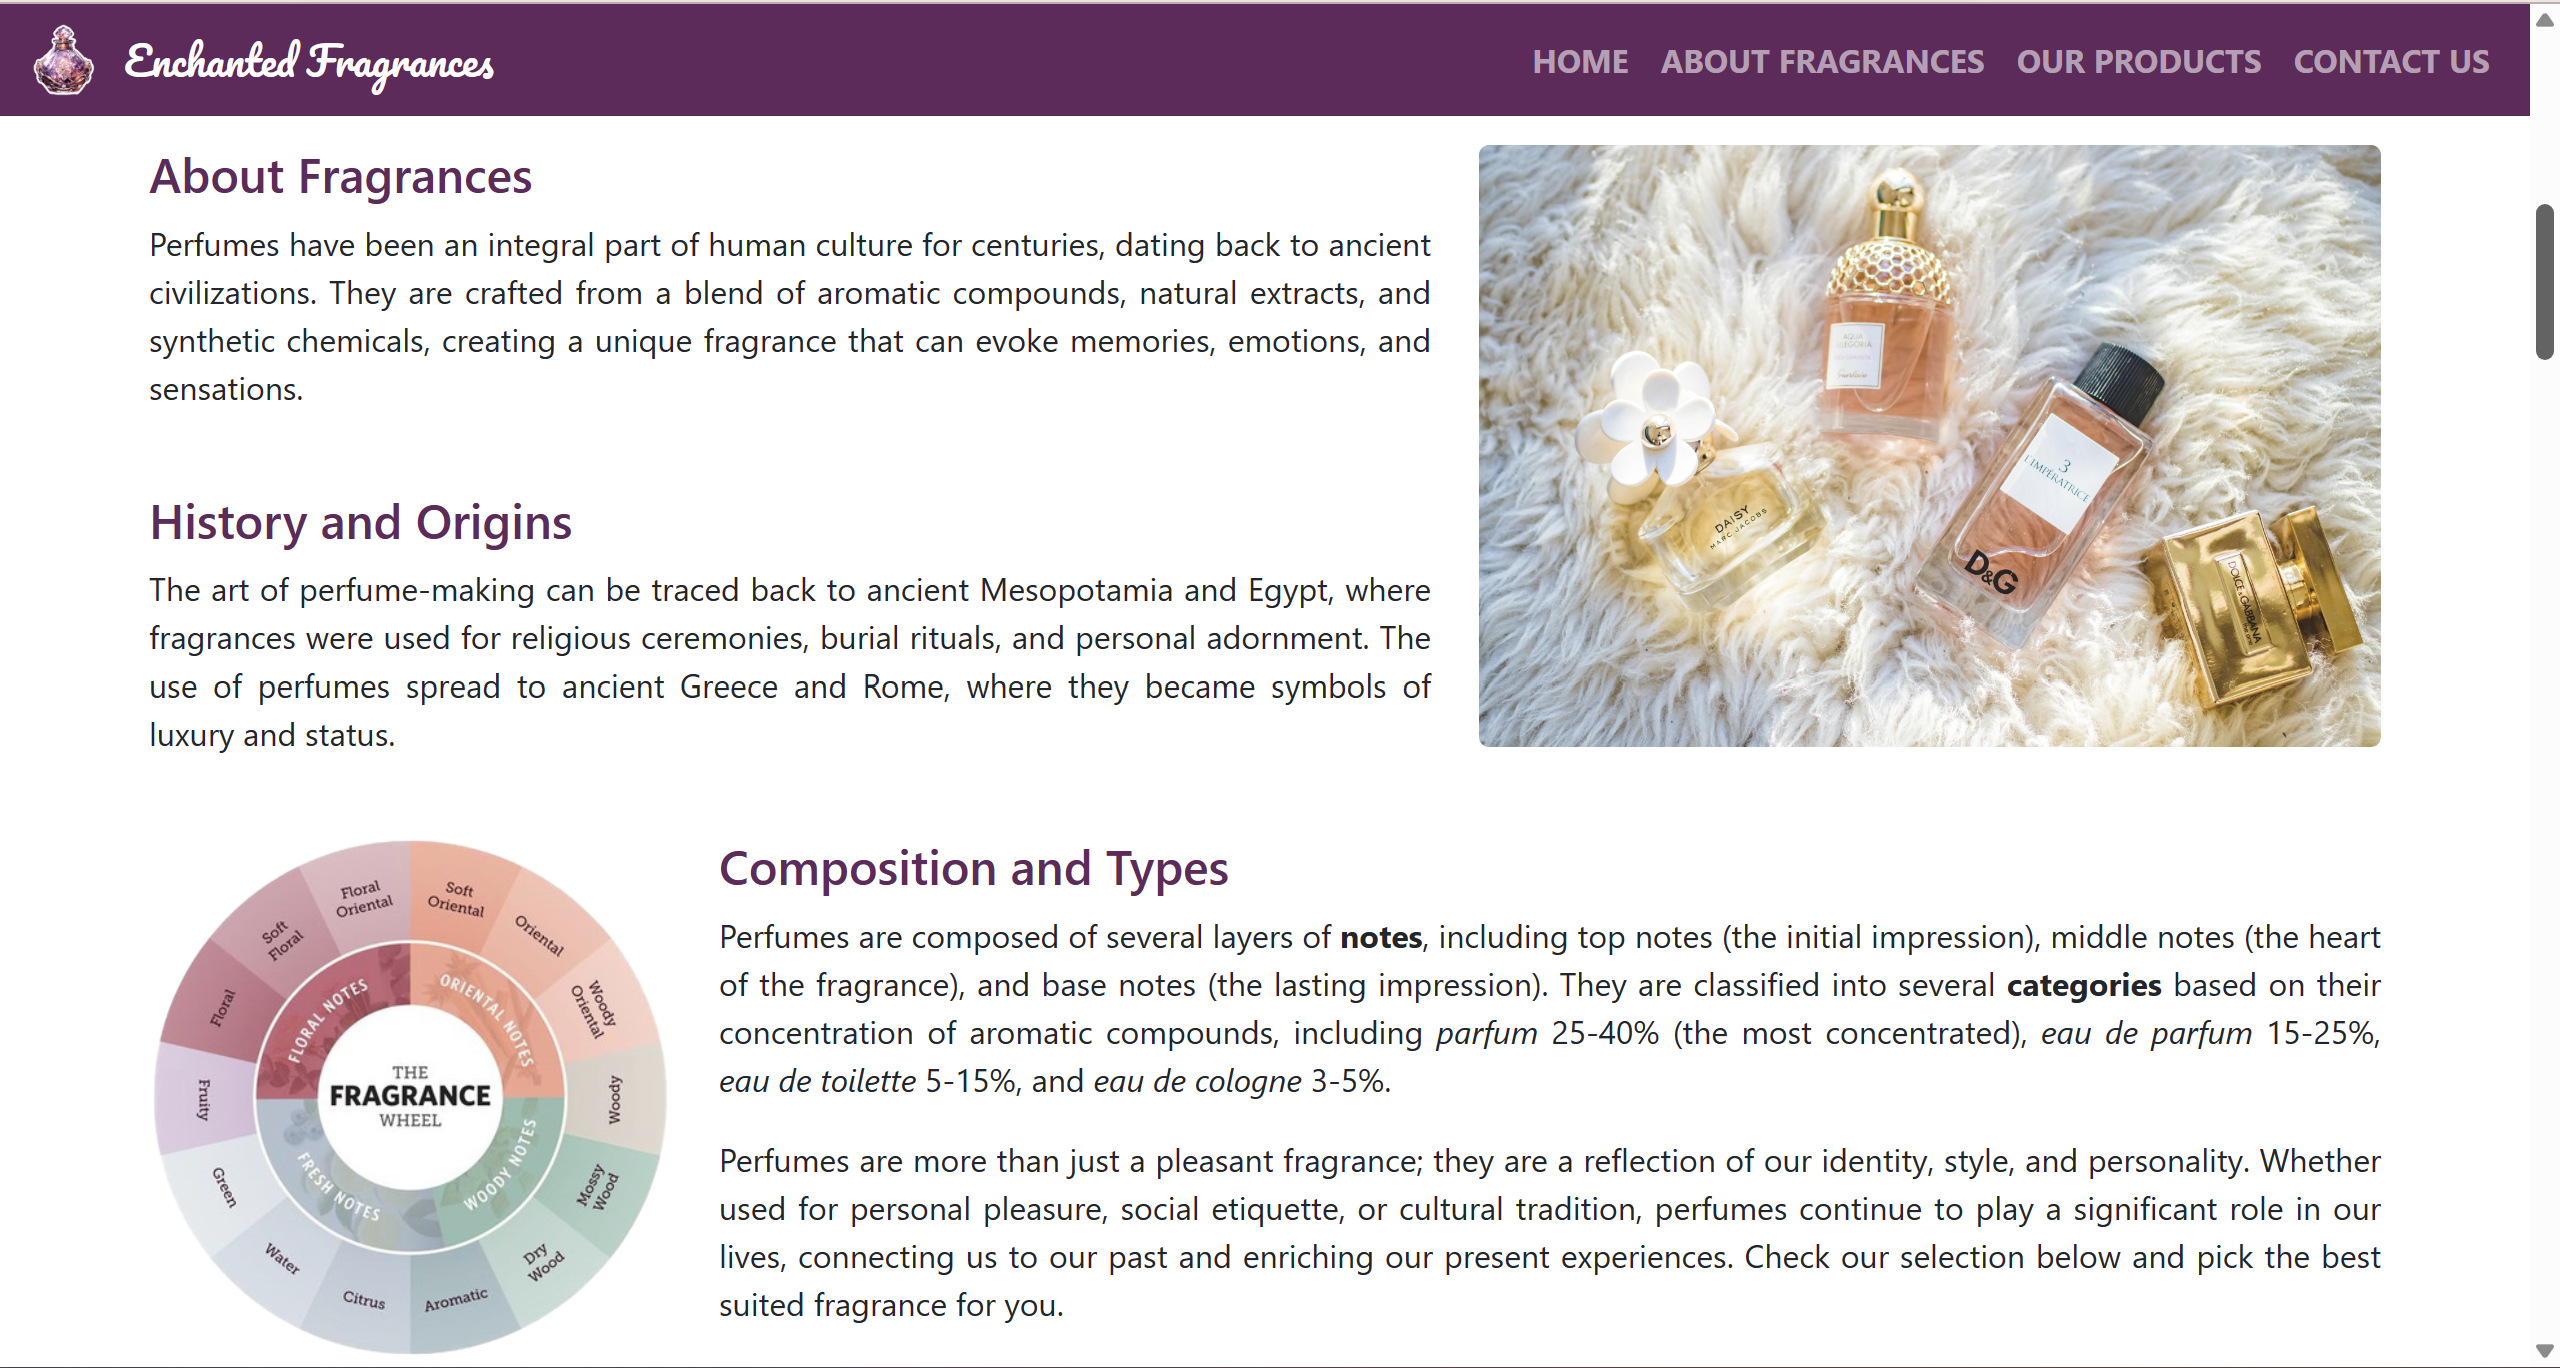 Enchanted Fragrances
HOME ABOUT FRAGRANCES OUR PRODUCTS CONTACT US
About Fragrances
Perfumes have been an integral part of human culture for centuries, dating back to ancient
civilizations. They are crafted from a blend of aromatic compounds, natural extracts, and
synthetic chemicals, creating a unique fragrance that can evoke memories, emotions, and
sensations.
History and Origins
The art of perfume-making can be traced back to ancient Mesopotamia and Egypt, where
fragrances were used for religious ceremonies, burial rituals, and personal adornment. The
use of perfumes spread to ancient Greece and Rome, where they became symbols of
luxury and status.
AQUA
DAISY
MARC JACOBS
3
L'IMPÉRATRICE
D&G
DOLCE & GABBANA
the one
Floral
Oriental
Soft
Oriental
Oriental
Woody
Oriental
Woody
Mossy
Wood
Dry
Wood
Aromatic
Citrus
Water
Green
Fruity
Floral
Soft
Floral
FLORAL NOTES
ORIENTAL NOTES
WOODY NOTES
FRESH NOTES
THE
FRAGRANCE
WHEEL
Composition and Types
Perfumes are composed of several layers of notes, including top notes (the initial impression), middle notes (the heart
of the fragrance), and base notes (the lasting impression). They are classified into several categories based on their
concentration of aromatic compounds, including parfum 25-40% (the most concentrated), eau de parfum 15-25%,
eau de toilette 5-15%, and eau de cologne 3-5%.
Perfumes are more than just a pleasant fragrance; they are a reflection of our identity, style, and personality. Whether
used for personal pleasure, social etiquette, or cultural tradition, perfumes continue to play a significant role in our
lives, connecting us to our past and enriching our present experiences. Check our selection below and pick the best
suited fragrance for you.